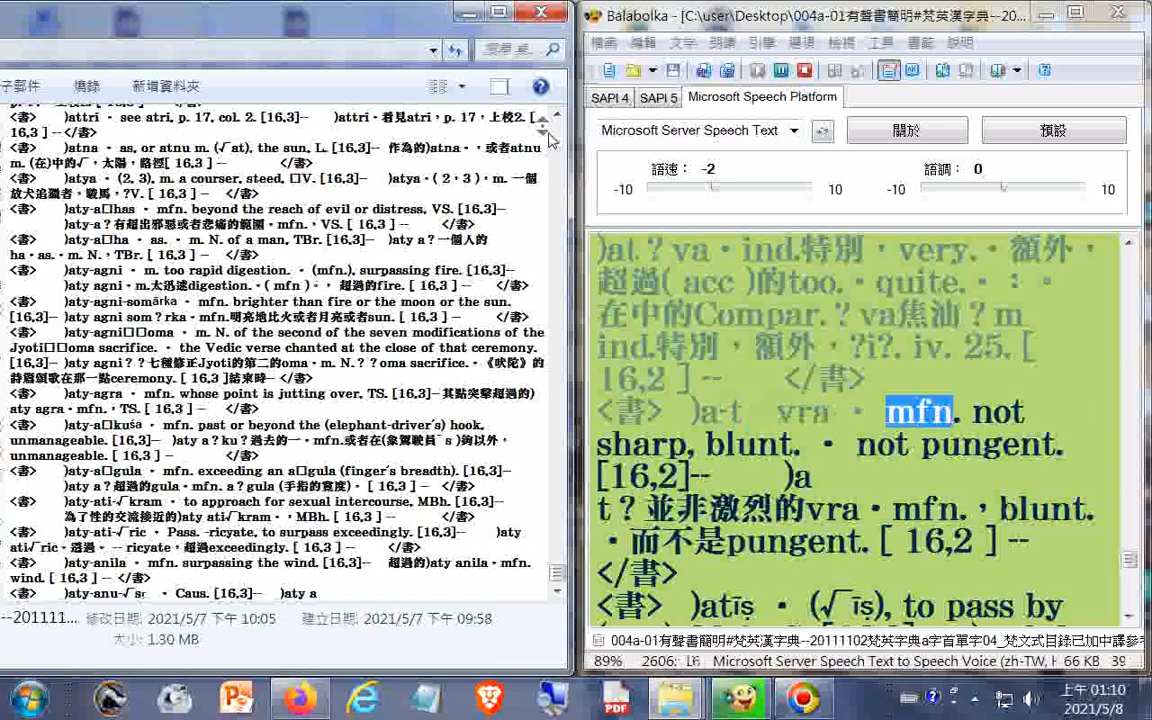 搜尋桌...
子郵件 燒錄 新增資料夾
16,3 ] -- </書>
<書> )attri • see atri, p. 17, col. 2. [16,3]-- )attri • 看見atri, p. 17, 上校2. [
<書> )atna • as, or atnu m. (√at), the sun, L. [16,3]-- 作為的)atna • , 或者atnu
m. (在)中的√, 太陽, 路徑[ 16,3 ] -- </書>
<書> )atya • (2, 3), m. a courser, steed, □V. [16,3]-- )atya • ( 2, 3 ), m. 一個
放犬追獵者, 駿馬, ?V. [ 16,3 ] -- </書>
<書> )aty-a□has • mfn. beyond the reach of evil or distress, VS. [16,3]--
)aty-a ? 有超出邪惡或者悲痛的範圍 • mfn., VS. [ 16,3 ] -- </書>
<書> )aty-a□ha • as. • m. N. of a man, TBr. [16,3]-- )aty a ? 一個人的
ha • as. • m. N., TBr. [ 16,3 ] -- </書>
<書> )aty-agni • m. too rapid digestion. • (mfn.), surpassing fire. [16,3]--
)aty agni • m.太迅速digestion. • ( mfn ) • , 超過的fire. [ 16,3 ] -- </書>
<書> )aty-agni-somārka • mfn. brighter than fire or the moon or the sun.
[16,3]-- )aty agni som ? rka • mfn.明亮地比火或者月亮或者sun. [ 16,3 ] -- </書>
<書> )aty-agni□□oma • m. N. of the second of the seven modifications of the
Jyoti□□oma sacrifice. • the Vedic verse chanted at the close of that ceremony.
[16,3]-- )aty agni ? ? 七種修正Jyoti的第二的oma • m. N. ? ? oma sacrifice. • 《吠陀》的
詩篇頌歌在那一點ceremony. [ 16,3 ]結束時-- </書>
<書> )aty-agra • mfn. whose point is jutting over, TS. [16,3]-- 其點突擊超過的)
aty agra • mfn., TS. [ 16,3 ] -- </書>
<書> )aty-a□kuśa • mfn. past or beyond the (elephant-driver's) hook,
unmanageable. [16,3]-- )aty a ? ku ? 過去的一 • mfn.或者在(象駕駛員`s )鉤以外,
unmanageable. [ 16,3 ] -- </書>
<書> )aty-a□gula • mfn. exceeding an a□gula (finger's breadth). [16,3]--
)aty a ? 超過的gula • mfn. a ? gula (手指的寬度) • [ 16,3 ] -- </書>
<書> )aty-ati-√kram • to approach for sexual intercourse, MBh. [16,3]--
為了性的交流接近的)aty ati√kram • , MBh. [ 16,3 ] -- </書>
<書> )aty-ati-√ric • Pass. -ricyate, to surpass exceedingly. [16,3]-- )aty
ati√ric • 透過 • -- ricyate, 超過exceedingly. [ 16,3 ] -- </書>
<書> )aty-anila • mfn. surpassing the wind. [16,3]-- 超過的)aty anila • mfn.
wind. [ 16,3 ] -- </書>
<書> )aty-anu-√sṛ • Caus. [16,3]-- )aty a
--201111... 修改日期: 2021/5/7 下午 10:05 建立日期: 2021/5/7 下午 09:58
大小: 1.30 MB
Balabolka - [C:\user\Desktop\004a-01有聲書簡明#梵英漢字典--20...
檔案 編輯 文字 朗讀 引擎 選項 檢視 工具 書籤 說明
SAPI 4 SAPI 5 Microsoft Speech Platform
Microsoft Server Speech Text 關於 預設
語速: -2 語調: 0
-10 10 -10 10
)at ? va • ind.特別, very. • 額外,
超過( acc )的too. • quite. • : 。
在中的Compar. ? va焦油 ? m
ind.特別, 額外, ?i?. iv. 25. [
16,2 ] -- </書>
<書> )a-t vra • mfn. not
sharp, blunt. • not pungent.
[16,2]-- )a
t ? 並非激烈的vra • mfn. , blunt.
• 而不是pungent. [ 16,2 ] --
</書>
<書> )atīṣ • (√īṣ), to pass by
004a-01有聲書簡明#梵英漢字典--20111102梵英字典a字首單字04_梵文式目錄已加中譯參考
89% 2606: 16 Microsoft Server Speech Text to Speech Voice (zh-TW, H 66 KB 39
上午 01:10
2021/5/8